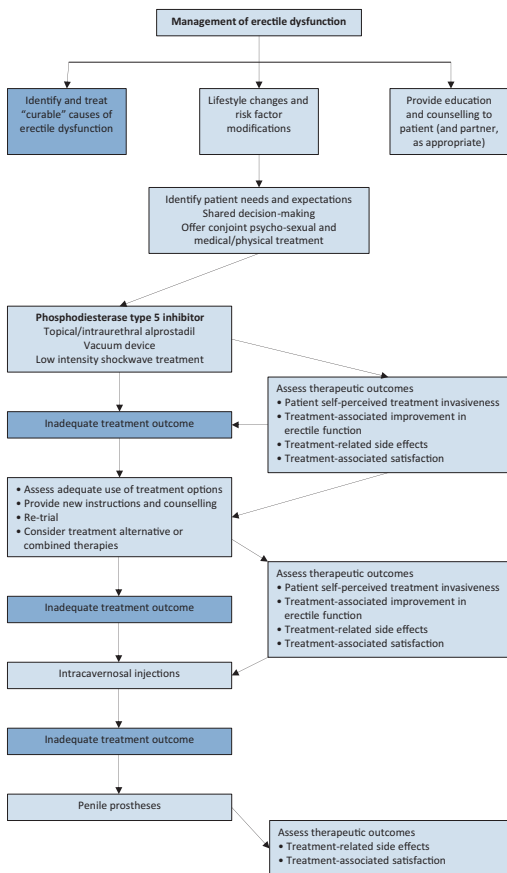 Management of erectile dysfunction
Identify and treat
“curable” causes of
erectile dysfunction
Lifestyle changes and
risk factor
modifications
Provide education
and counselling to
patient (and partner,
as appropriate)
Identify patient needs and expectations
Shared decision-making
Offer conjoint psycho-sexual and
medical/physical treatment
Phosphodiesterase type 5 inhibitor
Topical/intraurethral alprostadil
Vacuum device
Low intensity shockwave treatment
Assess therapeutic outcomes
• Patient self-perceived treatment invasiveness
• Treatment-associated improvement in
erectile function
• Treatment-related side effects
• Treatment-associated satisfaction
Inadequate treatment outcome
• Assess adequate use of treatment options
• Provide new instructions and counselling
• Re-trial
• Consider treatment alternative or
combined therapies
Assess therapeutic outcomes
• Patient self-perceived treatment invasiveness
• Treatment-associated improvement in
erectile function
• Treatment-related side effects
• Treatment-associated satisfaction
Inadequate treatment outcome
Intracavernosal injections
Inadequate treatment outcome
Penile prostheses
Assess therapeutic outcomes
• Treatment-related side effects
• Treatment-associated satisfaction